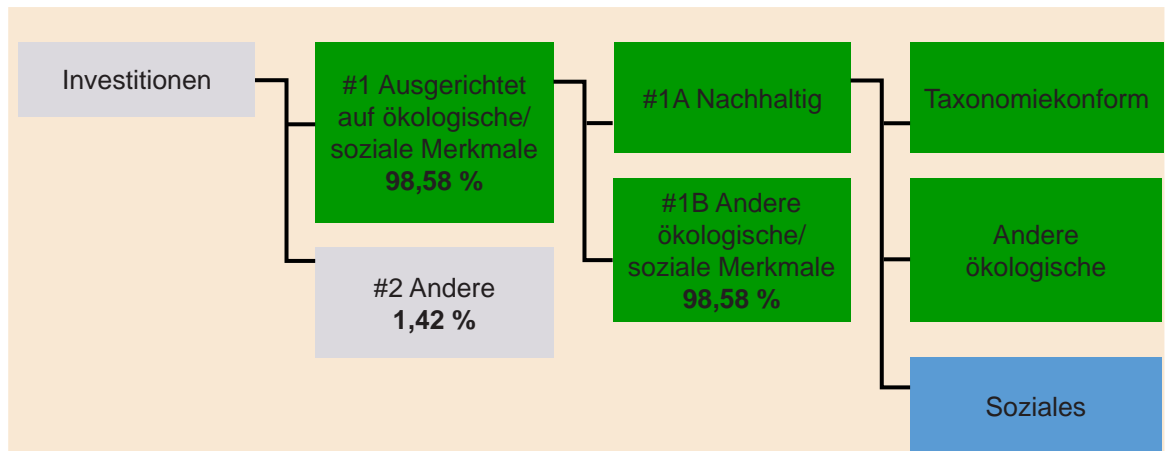 Investitionen
#1 Ausgerichtet
auf ökologische/
soziale Merkmale
98,58 %
#2 Andere
1,42 %
#1A Nachhaltig
#1B Andere
ökologische/
soziale Merkmale
98,58 %
Taxonomiekonform
Andere
ökologische
Soziales